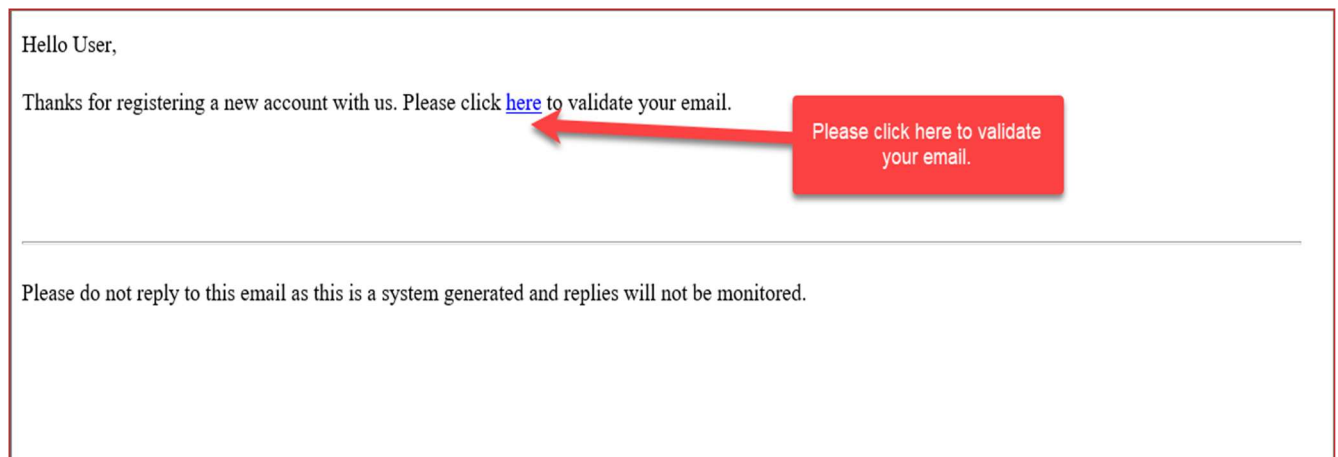 Hello User,
Thanks for registering a new account with us. Please click here to validate your email.
Please click here to validate
your email.
Please do not reply to this email as this is a system generated and replies will not be monitored.